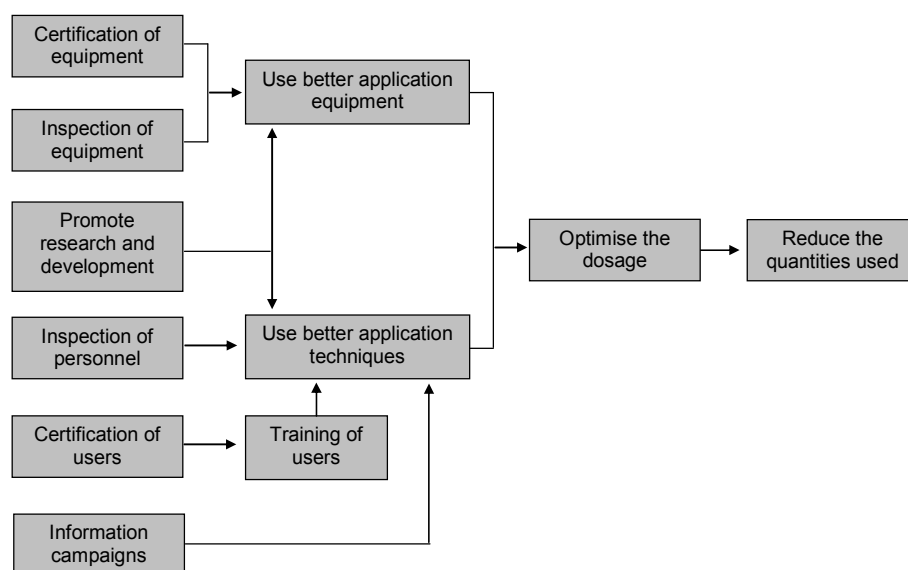 Certification of
equipment
Inspection of
equipment
Promote
research and
development
Inspection of
personnel
Certification of
users
Information
campaigns
Use better application
equipment
Use better application
techniques
Training of
users
Optimise the
dosage
Reduce the
quantities used